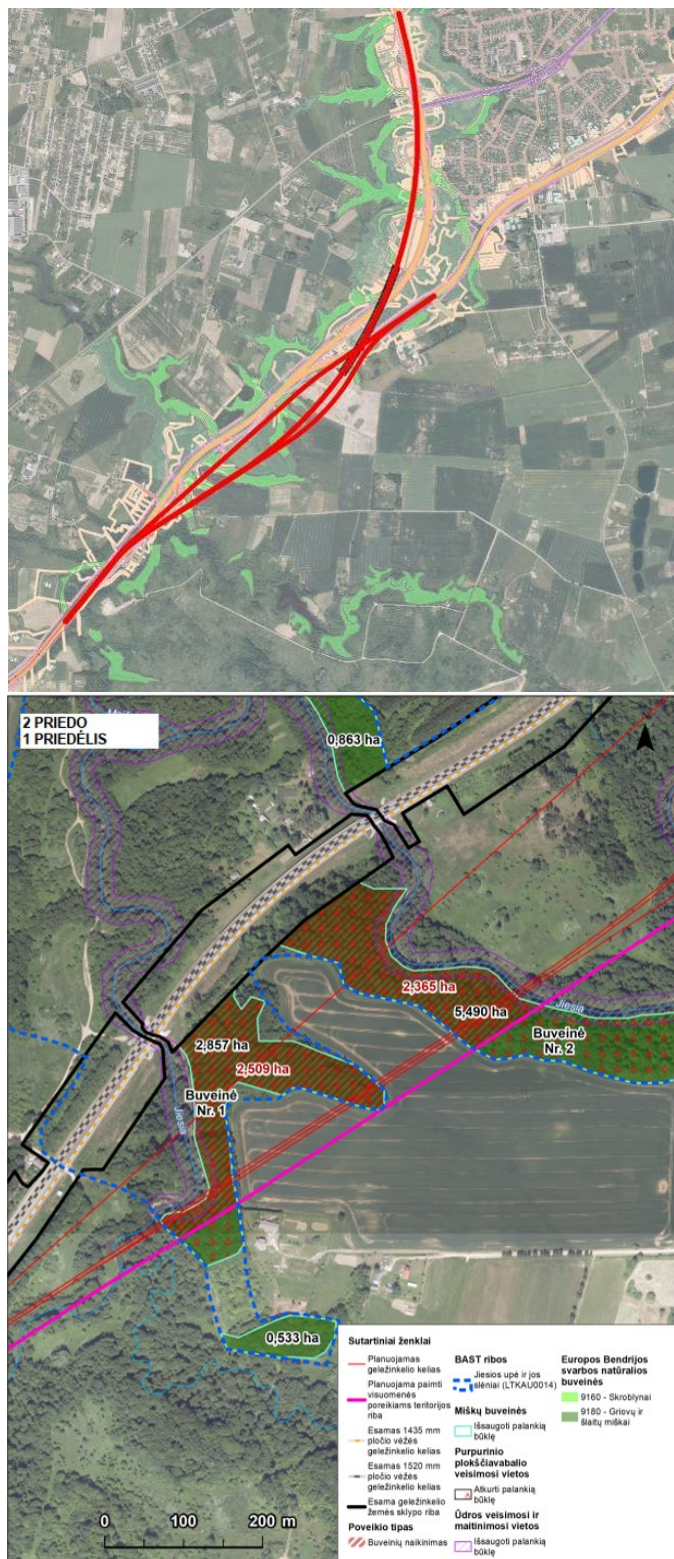 2 PRIEDO
1 PRIEDĖLIS
0,863 ha
2,365 ha
5,490 ha
Jiesia
Buveinė
Nr. 2
2,857 ha
2,509 ha
Buveinė
Nr. 1
Jiesia
0,533 ha
0 100 200 m
Sutartiniai ženklai
Planuojamas
geležinkelio kelias
Planuojama paimti
visuomenės
poreikiams teritorijos
riba
Esamas 1435 mm
pločio vėžės
geležinkelio kelias
Esamas 1520 mm
pločio vėžės
geležinkelio kelias
Esama geležinkelio
žemės sklypo riba
Poveikio tipas
Buveinių naikinimas
BAST ribos
Jiesios upė ir jos
slėniai (LTKAU0014)
Miškų buveinės
Išsaugoti palankią
būklę
Purpurinio
plokščiavabalio
veisimosi vietos
Atkurti palankią
būklę
Ūdros veisimosi ir
maitinimosi vietos
Išsaugoti palankią
būklę
Europos Bendrijos
svarbos natūralios
buveinės
9160 - Skroblynai
9180 - Griovų ir
šlaitų miškai